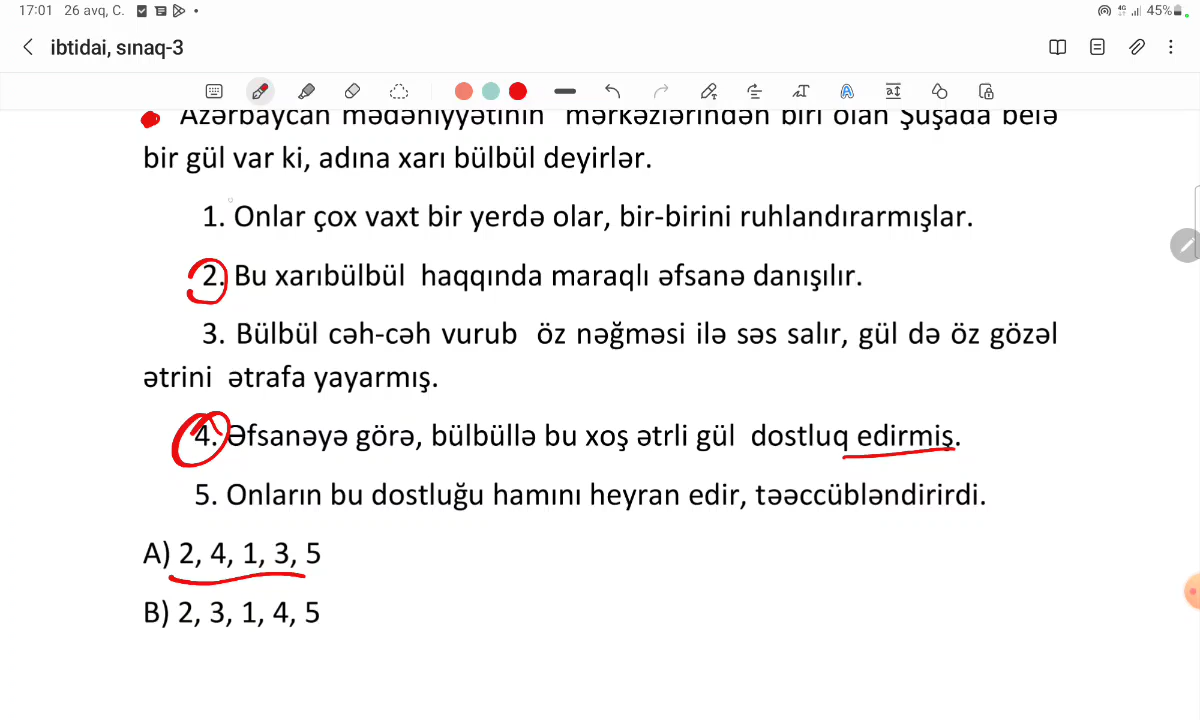 17:01 26 avq, C. 45%
ibtidai, sınaq-3
Azərbaycan mədəniyyətinin mərkəzlərindən biri olan Şuşada belə
bir gül var ki, adına xarı bülbül deyirlər.
1. Onlar çox vaxt bir yerdə olar, bir-birini ruhlandırarmışlar.
2. Bu xarıbülbül haqqında maraqlı əfsanə danışılır.
3. Bülbül cəh-cəh vurub öz nəğməsi ilə səs salır, gül də öz gözəl
ətrini ətrafa yayarmış.
4. Əfsanəyə görə, bülbüllə bu xoş ətrli gül dostluq edirmiş.
5. Onların bu dostluğu hamını heyran edir, təəccübləndirirdi.
A) 2, 4, 1, 3, 5
B) 2, 3, 1, 4, 5